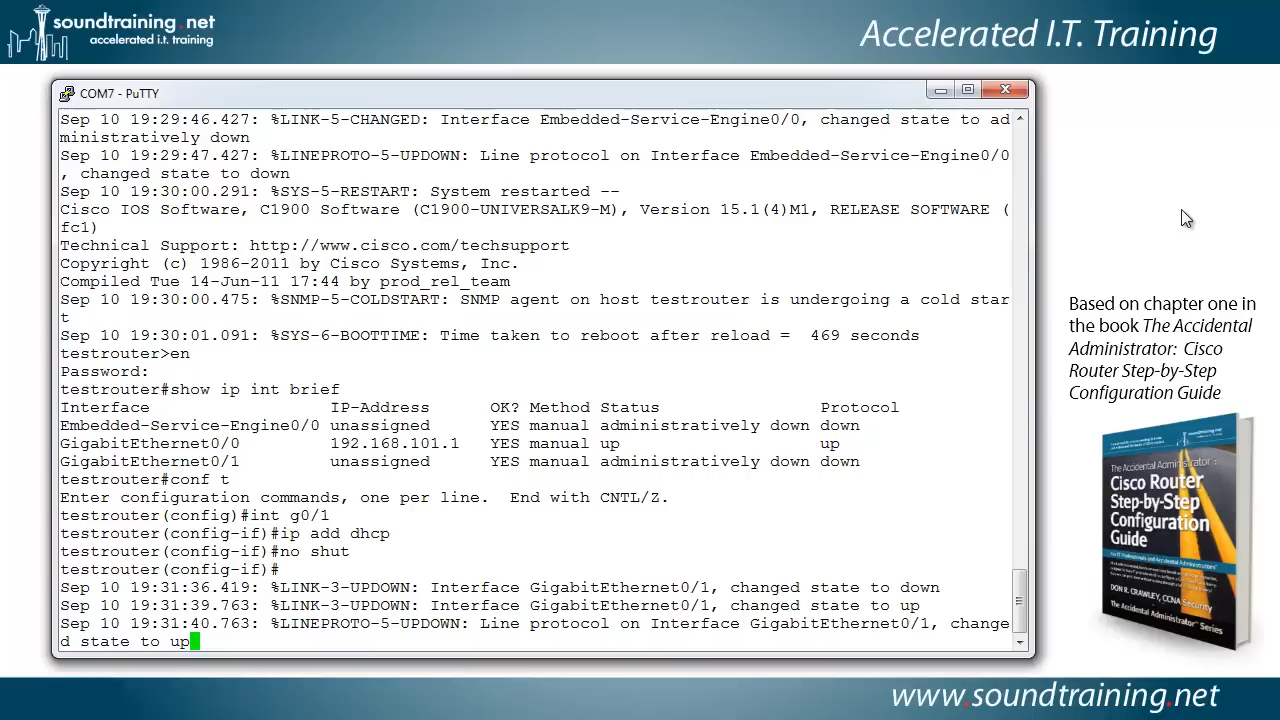 soundtraining.net
accelerated i.t. training
Accelerated I.T. Training
COM7 - PuTTY
Sep 10 19:29:46.427: %LINK-5-CHANGED: Interface Embedded-Service-Engine0/0, changed state to ad
ministratively down
Sep 10 19:29:47.427: %LINEPROTO-5-UPDOWN: Line protocol on Interface Embedded-Service-Engine0/0
, changed state to down
Sep 10 19:30:00.291: %SYS-5-RESTART: System restarted --
Cisco IOS Software, C1900 Software (C1900-UNIVERSALK9-M), Version 15.1(4)M1, RELEASE SOFTWARE (
fc1)
Technical Support: http://www.cisco.com/techsupport
Copyright (c) 1986-2011 by Cisco Systems, Inc.
Compiled Tue 14-Jun-11 17:44 by prod_rel_team
Sep 10 19:30:00.475: %SNMP-5-COLDSTART: SNMP agent on host testrouter is undergoing a cold star
t
Sep 10 19:30:01.091: %SYS-6-BOOTTIME: Time taken to reboot after reload =  469 seconds
testrouter>en
Password:
testrouter#show ip int brief
Interface                  IP-Address      OK? Method Status                Protocol
Embedded-Service-Engine0/0 unassigned      YES manual administratively down down
GigabitEthernet0/0         192.168.101.1   YES manual up                    up
GigabitEthernet0/1         unassigned      YES manual administratively down down
testrouter#conf t
Enter configuration commands, one per line.  End with CNTL/Z.
testrouter(config)#int g0/1
testrouter(config-if)#ip add dhcp
testrouter(config-if)#no shut
testrouter(config-if)#
Sep 10 19:31:36.419: %LINK-3-UPDOWN: Interface GigabitEthernet0/1, changed state to down
Sep 10 19:31:39.763: %LINK-3-UPDOWN: Interface GigabitEthernet0/1, changed state to up
Sep 10 19:31:40.763: %LINEPROTO-5-UPDOWN: Line protocol on Interface GigabitEthernet0/1, change
d state to up
Based on chapter one in
the book The Accidental
Administrator: Cisco
Router Step-by-Step
Configuration Guide
soundtraining.net
The Accidental Administrator:
Cisco Router
Step-by-Step
Configuration
Guide
DON R. CRAWLEY, CCNA Security
The Accidental Administrator Series
www.soundtraining.net